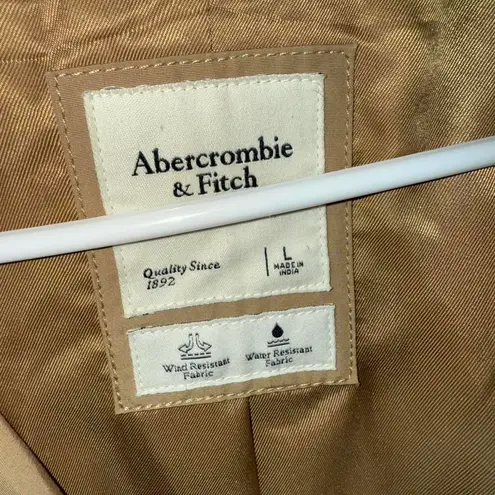 Abercrombie
& Fitch
Quality Since
1892
L
MADE IN
INDIA
Wind Resistant
Fabric
Water Resistant
Fabric